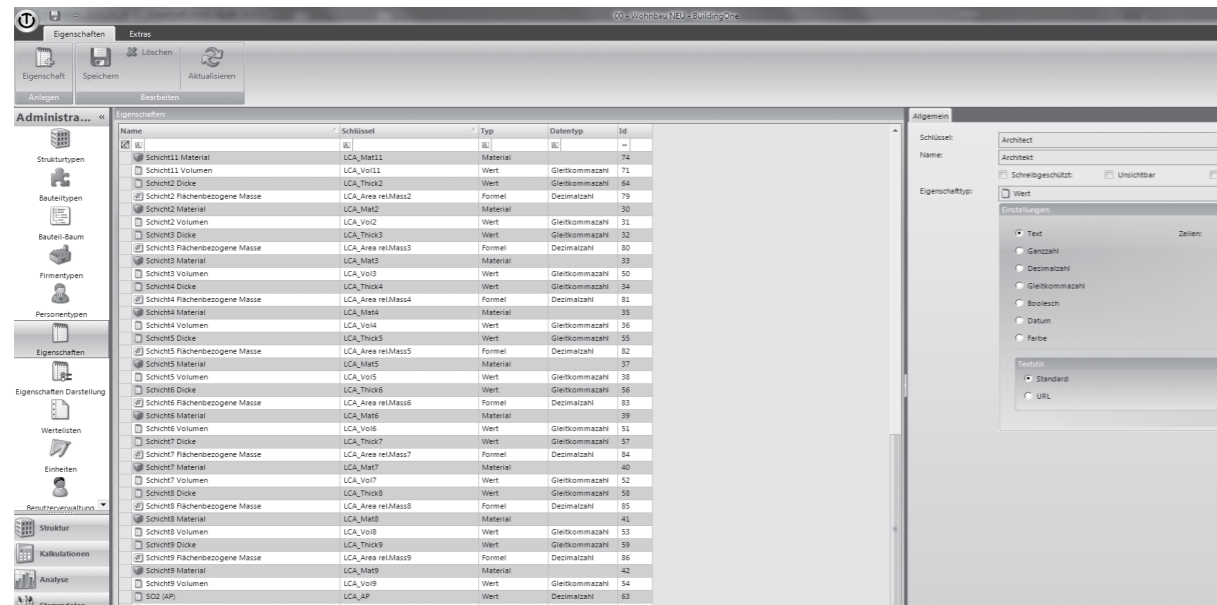 00 - Wohnbau NEU - BuildingOne
Eigenschaften Extras
Eigenschaft Speichern Löschen Aktualisieren
Anlegen Bearbeiten
Administra... «
Strukturtypen
Bauteiltypen
Bauteil-Baum
Firmentypen
Personentypen
Eigenschaften
Eigenschaften Darstellung
Wertelisten
Einheiten
Benutzerverwaltung
Struktur
Kalkulationen
Analyse
Stammdaten
Eigenschaften
Name Schlüssel Typ Datentyp Id
Schicht11 Material LCA_Mat11 Material 74
Schicht11 Volumen LCA_Vol11 Wert Gleitkommazahl 71
Schicht2 Dicke LCA_Thick2 Wert Gleitkommazahl 64
Schicht2 Flächenbezogene Masse LCA_Area rel.Mass2 Formel Dezimalzahl 79
Schicht2 Material LCA_Mat2 Material 30
Schicht2 Volumen LCA_Vol2 Wert Gleitkommazahl 31
Schicht3 Dicke LCA_Thick3 Wert Gleitkommazahl 32
Schicht3 Flächenbezogene Masse LCA_Area rel.Mass3 Formel Dezimalzahl 80
Schicht3 Material LCA_Mat3 Material 33
Schicht3 Volumen LCA_Vol3 Wert Gleitkommazahl 50
Schicht4 Dicke LCA_Thick4 Wert Gleitkommazahl 34
Schicht4 Flächenbezogene Masse LCA_Area rel.Mass4 Formel Dezimalzahl 81
Schicht4 Material LCA_Mat4 Material 35
Schicht4 Volumen LCA_Vol4 Wert Gleitkommazahl 36
Schicht5 Dicke LCA_Thick5 Wert Gleitkommazahl 55
Schicht5 Flächenbezogene Masse LCA_Area rel.Mass5 Formel Dezimalzahl 82
Schicht5 Material LCA_Mat5 Material 37
Schicht5 Volumen LCA_Vol5 Wert Gleitkommazahl 38
Schicht6 Dicke LCA_Thick6 Wert Gleitkommazahl 56
Schicht6 Flächenbezogene Masse LCA_Area rel.Mass6 Formel Dezimalzahl 83
Schicht6 Material LCA_Mat6 Material 39
Schicht6 Volumen LCA_Vol6 Wert Gleitkommazahl 51
Schicht7 Dicke LCA_Thick7 Wert Gleitkommazahl 57
Schicht7 Flächenbezogene Masse LCA_Area rel.Mass7 Formel Dezimalzahl 84
Schicht7 Material LCA_Mat7 Material 40
Schicht7 Volumen LCA_Vol7 Wert Gleitkommazahl 52
Schicht8 Dicke LCA_Thick8 Wert Gleitkommazahl 58
Schicht8 Flächenbezogene Masse LCA_Area rel.Mass8 Formel Dezimalzahl 85
Schicht8 Material LCA_Mat8 Material 41
Schicht8 Volumen LCA_Vol8 Wert Gleitkommazahl 53
Schicht9 Dicke LCA_Thick9 Wert Gleitkommazahl 59
Schicht9 Flächenbezogene Masse LCA_Area rel.Mass9 Formel Dezimalzahl 86
Schicht9 Material LCA_Mat9 Material 42
Schicht9 Volumen LCA_Vol9 Wert Gleitkommazahl 54
SO2 (AP) LCA_AP Wert Dezimalzahl 63
Allgemein
Schlüssel: Architect
Name: Architekt
Schreibgeschützt: Unsichtbar
Eigenschafttyp: Wert
Einstellungen:
Text Zeilen:
Ganzzahl
Dezimalzahl
Gleitkommazahl
Boolesch
Datum
Farbe
Textstil:
Standard
URL